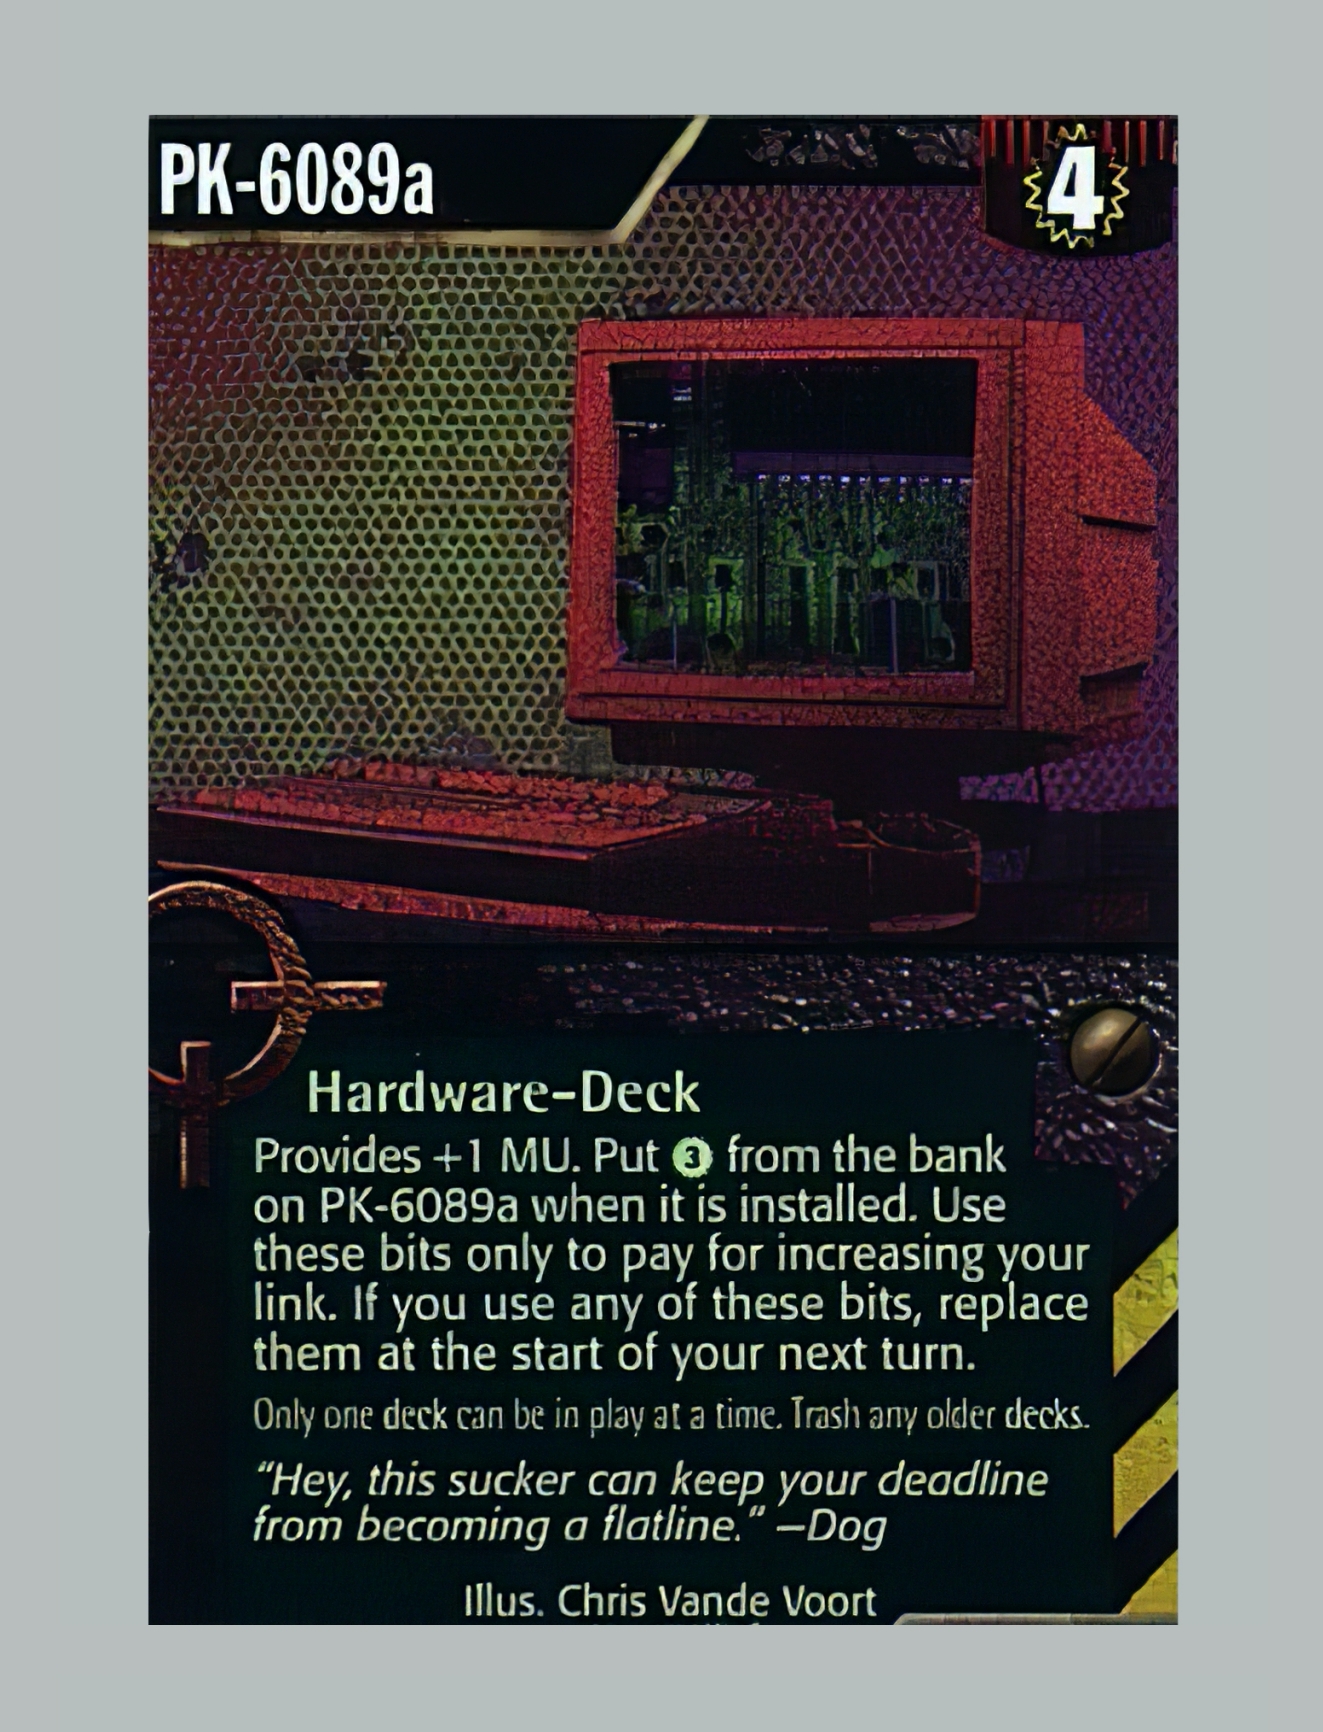 PK-6089a
4
Hardware-Deck
Provides +1 MU. Put 3 from the bank
on PK-6089a when it is installed. Use
these bits only to pay for increasing your
link. If you use any of these bits, replace
them at the start of your next turn.
Only one deck can be in play at a time. Trash any older decks.
"Hey, this sucker can keep your deadline
from becoming a flatline." —Dog
Illus. Chris Vande Voort